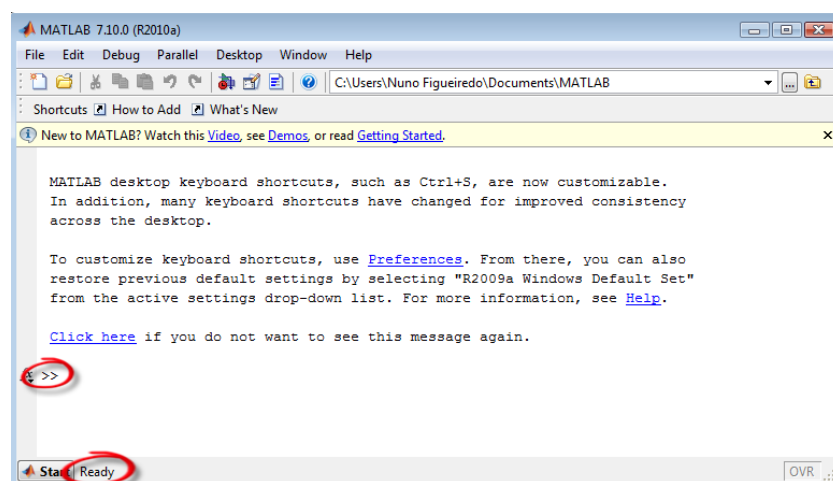 MATLAB 7.10.0 (R2010a)
File Edit Debug Parallel Desktop Window Help
C:\Users\Nuno Figueiredo\Documents\MATLAB
Shortcuts How to Add What's New
New to MATLAB? Watch this Video, see Demos, or read Getting Started.
MATLAB desktop keyboard shortcuts, such as Ctrl+S, are now customizable.
In addition, many keyboard shortcuts have changed for improved consistency
across the desktop.
To customize keyboard shortcuts, use Preferences. From there, you can also
restore previous default settings by selecting "R2009a Windows Default Set"
from the active settings drop-down list. For more information, see Help.
Click here if you do not want to see this message again.
>>
Start Ready
OVR